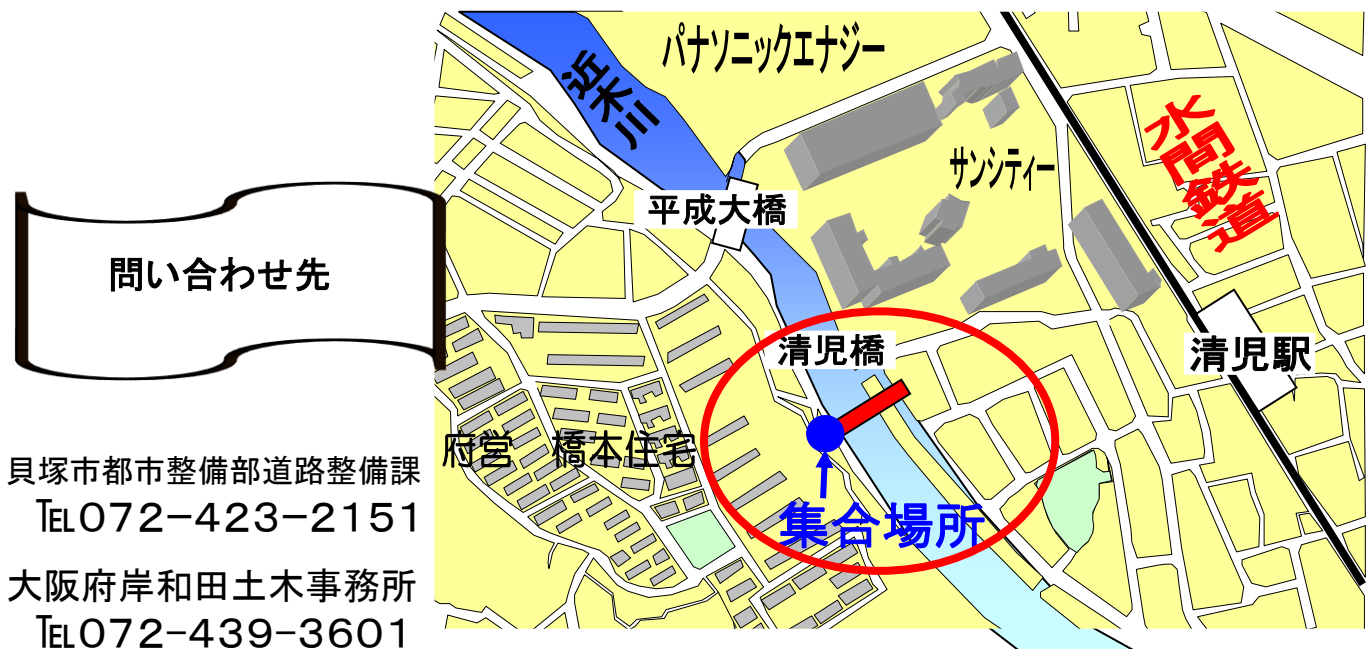 問い合わせ先
貝塚市都市整備部道路整備課
℡072−423−2151
大阪府岸和田土木事務所
℡072−439−3601
パナソニックエナジー
近木川
水間鉄道
サンシティー
平成大橋
清児橋
清児駅
府営　橋本住宅
集合場所